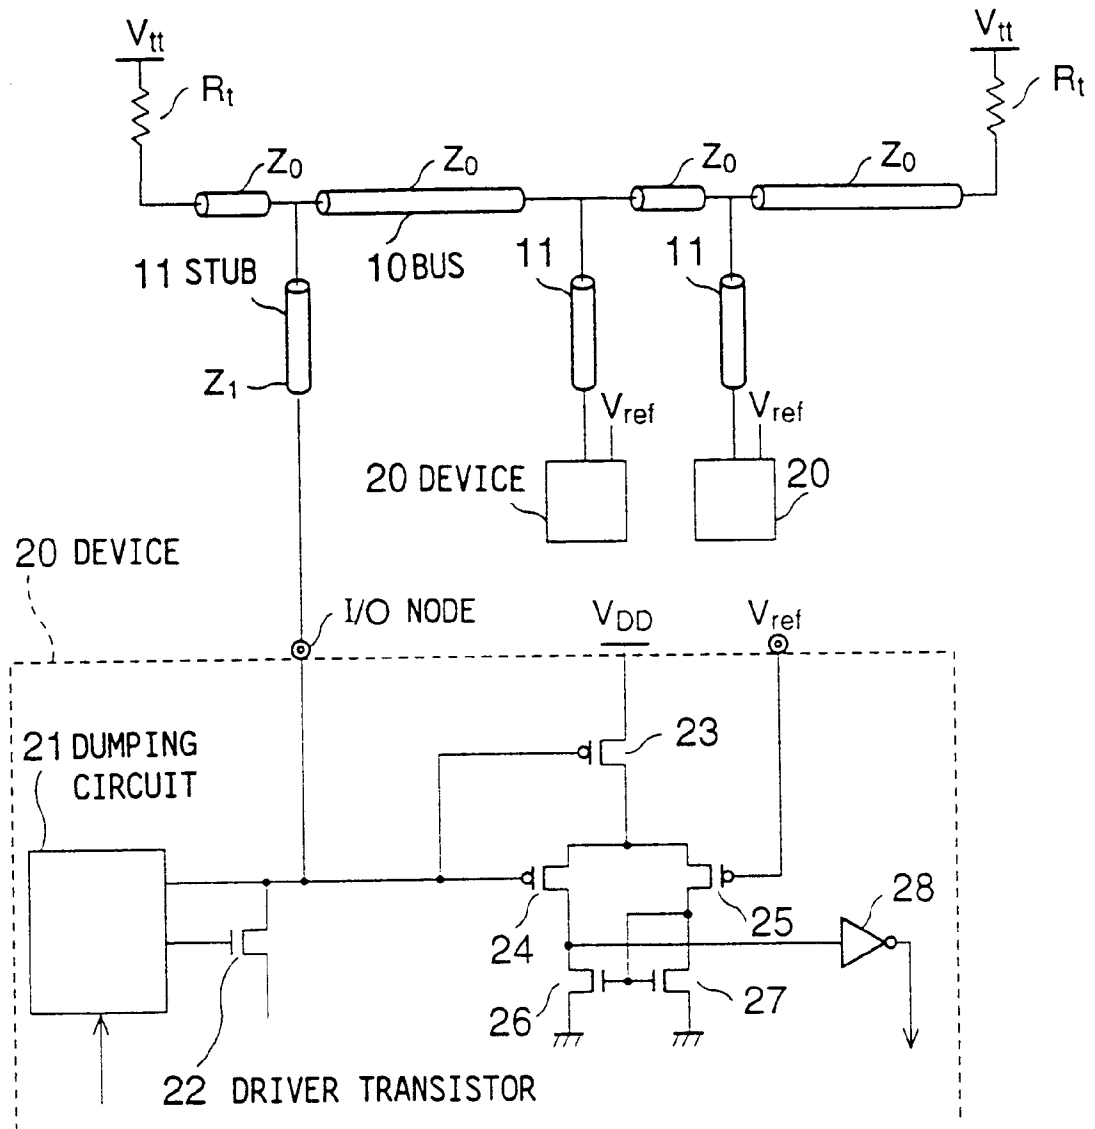 Vtt
Vtt
Rt
Rt
Z0
Z0
Z0
Z0
11 STUB
10 BUS
11
11
Z1
Vref
Vref
20 DEVICE
20
20 DEVICE
I/O NODE
VDD
Vref
21 DUMPING
CIRCUIT
23
24
25
28
26
27
22 DRIVER TRANSISTOR